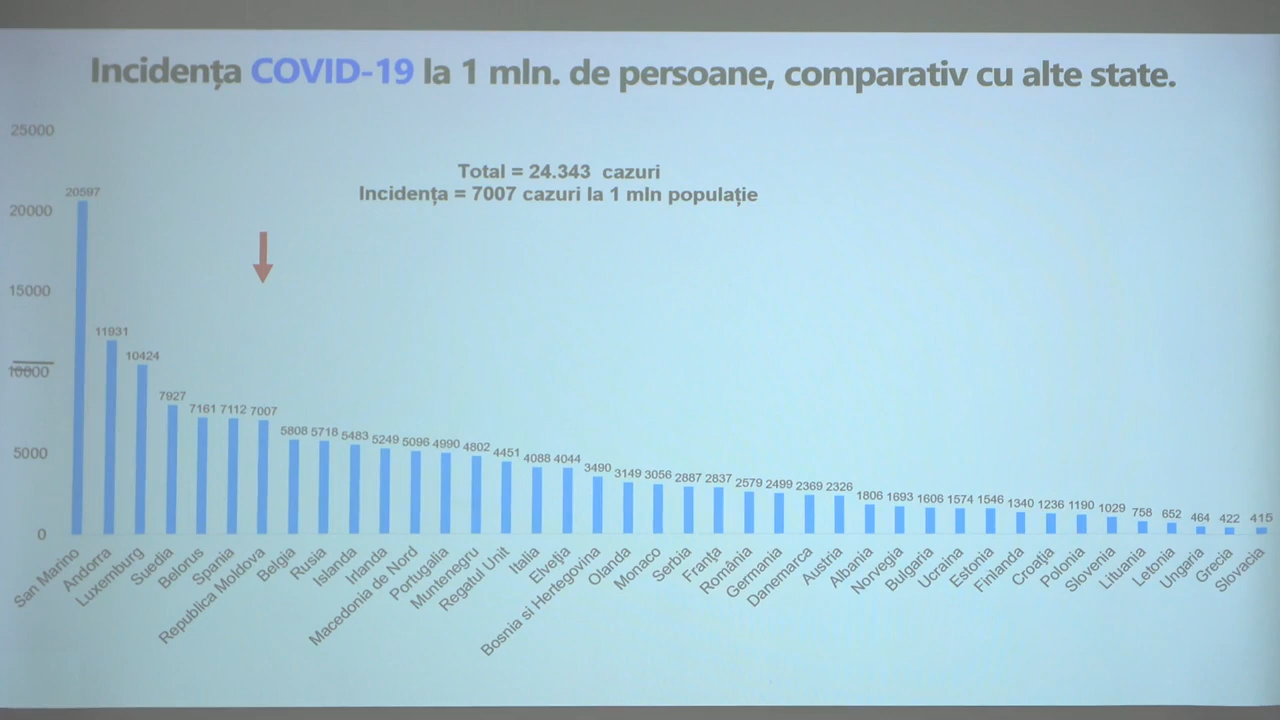 Incidența COVID-19 la 1 mln. de persoane, comparativ cu alte state.
Total = 24.343 cazuri
Incidența = 7007 cazuri la 1 mln populație
25000
20000
15000
10000
5000
0
20597
11931
10424
7927
7161
7112
7007
5808
5718
5483
5249
5096
4990
4802
4451
4088
4044
3490
3149
3056
2887
2837
2579
2499
2369
2326
1806
1693
1606
1574
1546
1340
1236
1190
1029
758
652
464
422
415
San Marino
Andorra
Luxemburg
Suedia
Belorus
Spania
Republica Moldova
Belgia
Rusia
Islanda
Irlanda
Macedonia de Nord
Portugalia
Muntenegru
Regatul Unit
Italia
Elveția
Bosnia si Hertegovina
Olanda
Monaco
Serbia
Franța
România
Germania
Danemarca
Austria
Albania
Norvegia
Bulgaria
Ucraina
Estonia
Finlanda
Croația
Polonia
Slovenia
Lituania
Letonia
Ungaria
Grecia
Slovacia